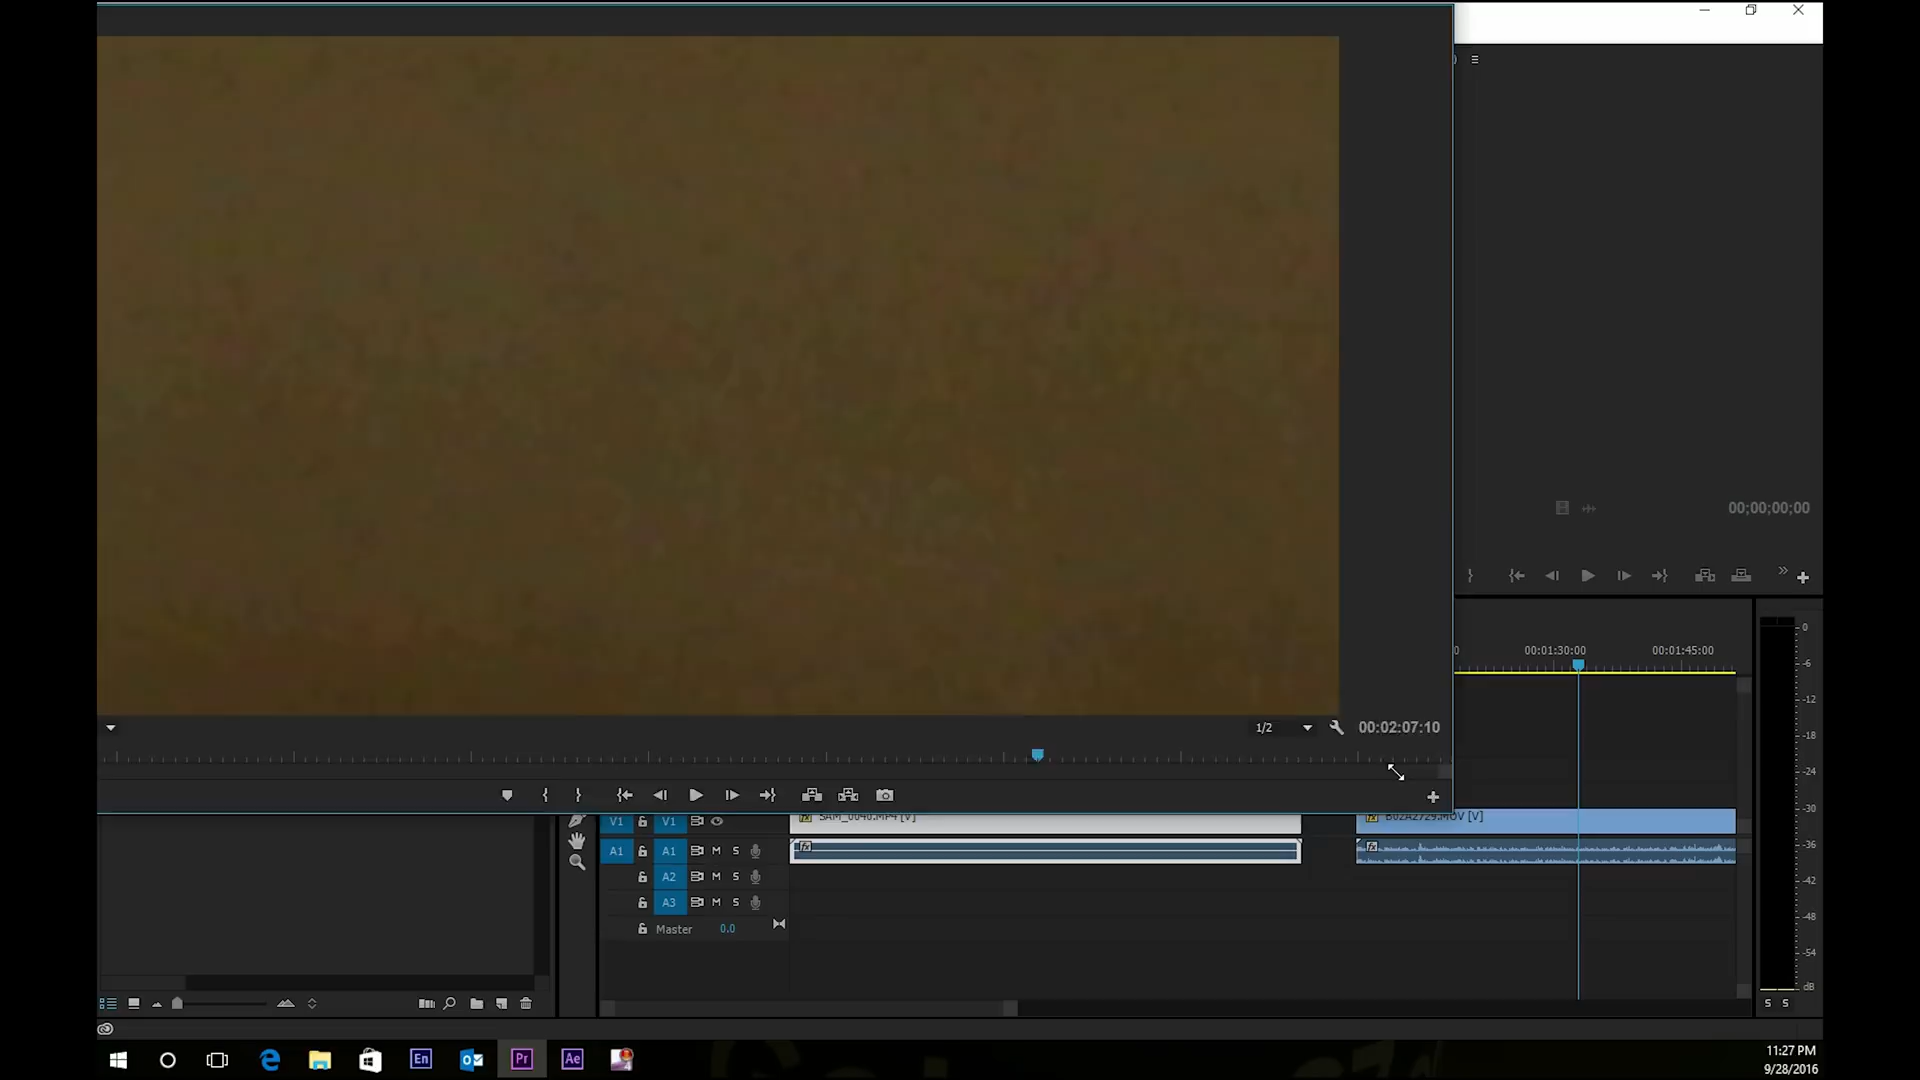 00;00;00;00
1/2
00:02:07:10
00:01:30:00
00:01:45:00
0
-6
-12
-18
-24
-30
-36
-42
-48
-54
dB
S S
V1 V1
SAM_0040.MP4 [V]
B02A2729.MOV [V]
A1 A1 M S
fx
fx
A2 M S
A3 M S
Master 0.0
En
Pr
Ae
11:27 PM
9/28/2016